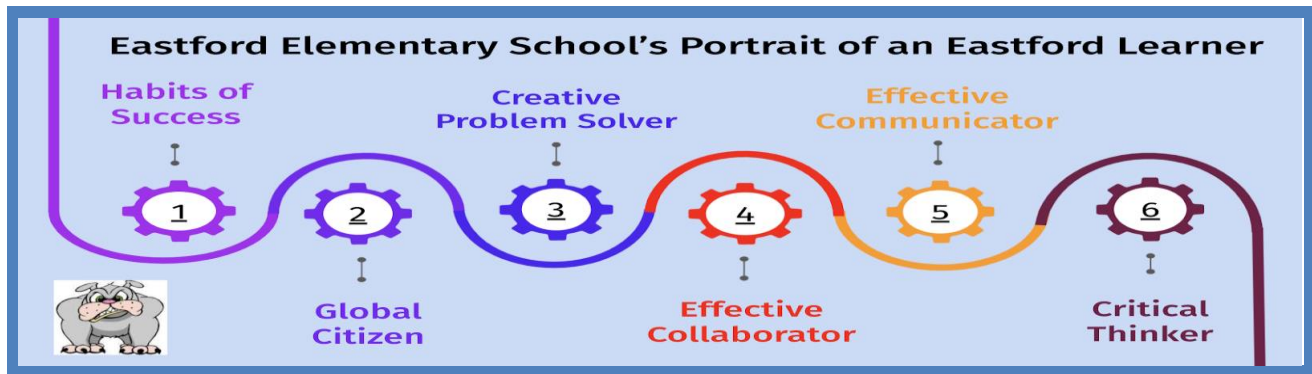 Eastford Elementary School's Portrait of an Eastford Learner
Habits of
Success
1
2
Global
Citizen
Creative
Problem Solver
3
4
Effective
Collaborator
Effective
Communicator
5
6
Critical
Thinker